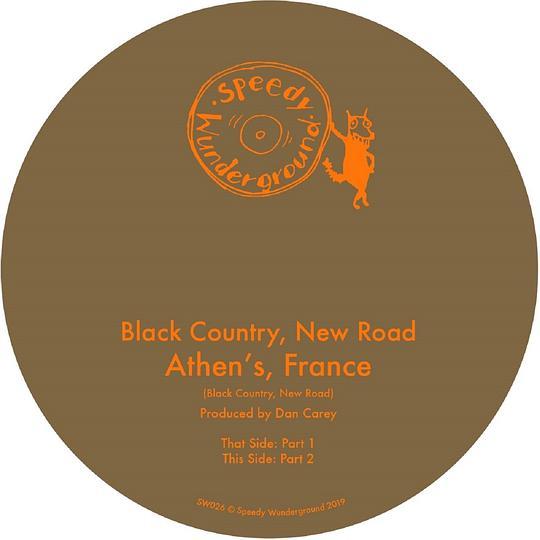 Speedy
Wunderground
Black Country, New Road
Athen's, France
(Black Country, New Road)
Produced by Dan Carey
That Side: Part 1
This Side: Part 2
SW026 © Speedy Wunderground 2019